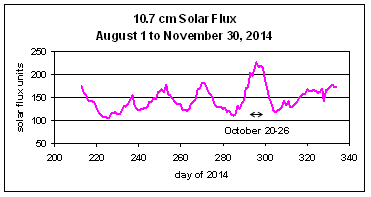 10.7 cm Solar Flux
August 1 to November 30, 2014
solar flux units
250
200
150
100
50
October 20-26
200 220 240 260 280 300 320 340
day of 2014